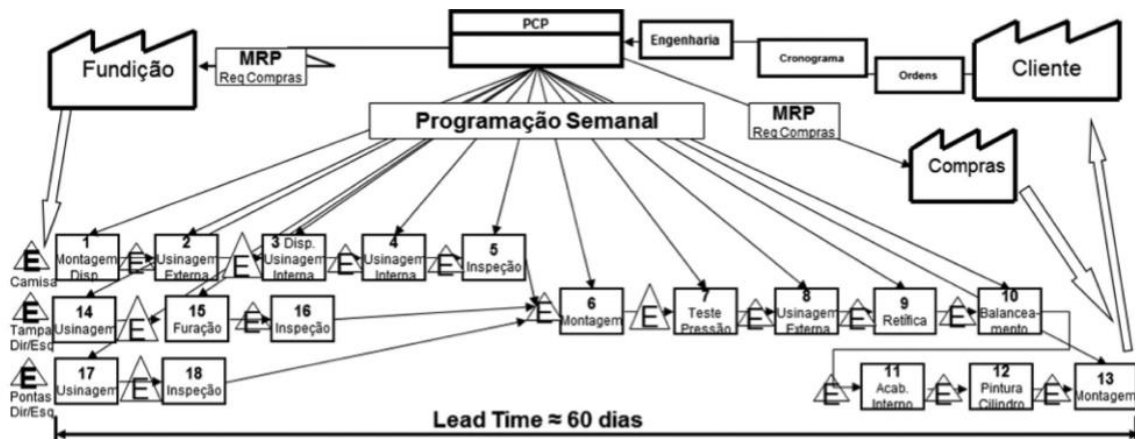 PCP
Engenharia
Cronograma
Ordens
Cliente
Fundição
MRP
Req Compras
Programação Semanal
MRP
Req Compras
Compras
E
Camisa
1
Montagem
Disp.
E
2
Usinagem
Externa
E
3 Disp.
Usinagem
Interna
E
4
Usinagem
Interna
E
5
Inspeção
E
Tampa
Dir/Esq
14
Usinagem
E
15
Furação
E
16
Inspeção
E
6
Montagem
E
7
Teste
Pressão
E
8
Usinagem
Externa
E
9
Retífica
E
10
Balancea-
mento
E
Pontas
Dir/Esq
17
Usinagem
E
18
Inspeção
E
11
Acab.
Interno
E
12
Pintura
Cilindro
E
13
Montagem
Lead Time ≈ 60 dias